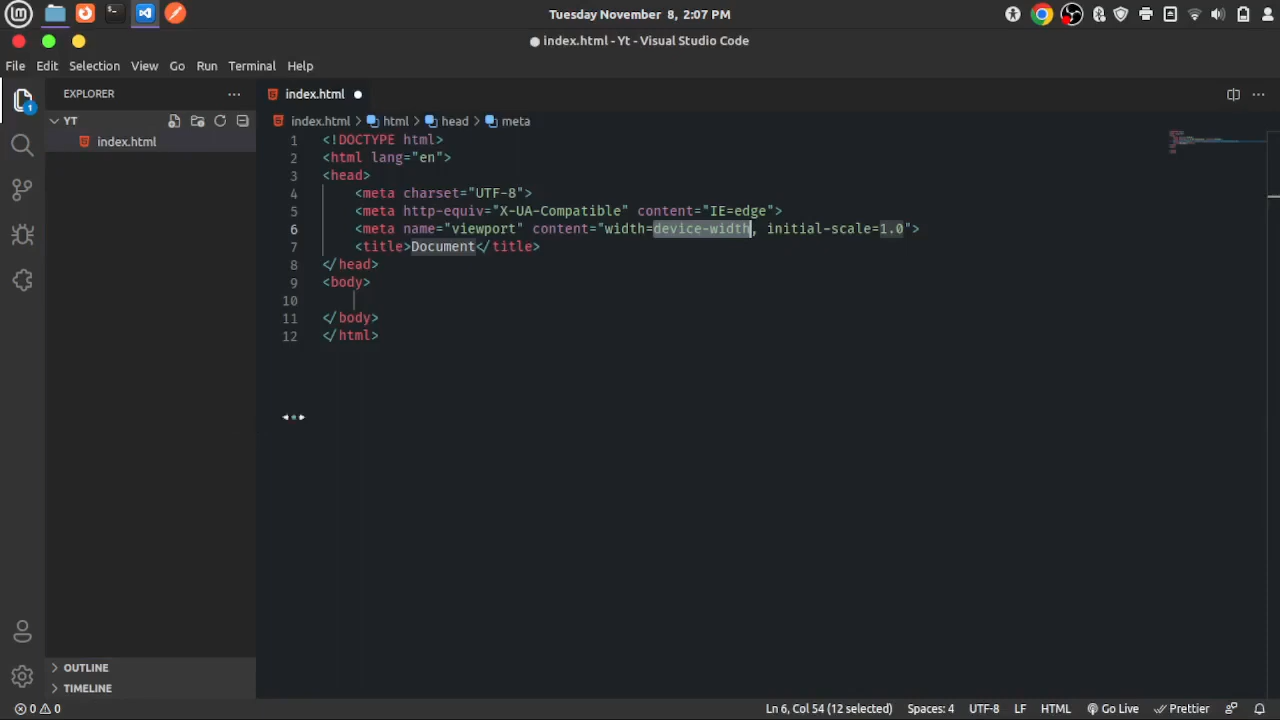 Tuesday November 8, 2:07 PM
index.html - Yt - Visual Studio Code
File Edit Selection View Go Run Terminal Help
EXPLORER
index.html
1
YT
index.html
index.html > html > head > meta
1 <!DOCTYPE html>
2 <html lang="en">
3 <head>
4 <meta charset="UTF-8">
5 <meta http-equiv="X-UA-Compatible" content="IE=edge">
6 <meta name="viewport" content="width=device-width, initial-scale=1.0">
7 <title>Document</title>
8 </head>
9 <body>
10
11 </body>
12 </html>
OUTLINE
TIMELINE
0 0 Ln 6, Col 54 (12 selected) Spaces: 4 UTF-8 LF HTML Go Live Prettier